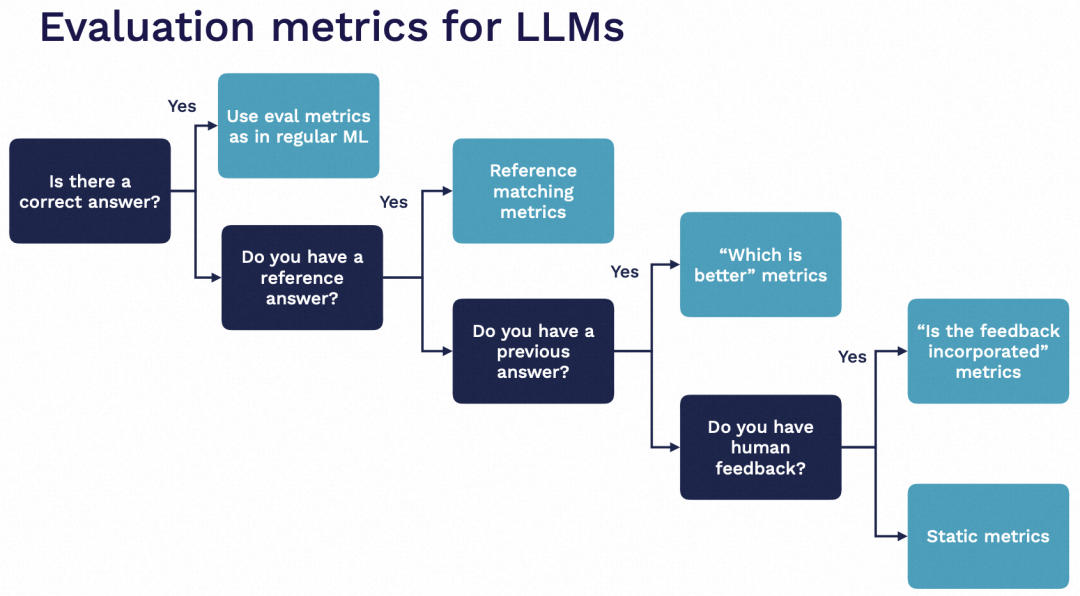 Evaluation metrics for LLMs
Yes
Use eval metrics
as in regular ML
Is there a
correct answer?
Yes
Reference
matching
metrics
Do you have a
reference
answer?
Yes
“Which is
better” metrics
Do you have a
previous
answer?
Yes
“Is the feedback
incorporated”
metrics
Do you have
human
feedback?
Static metrics